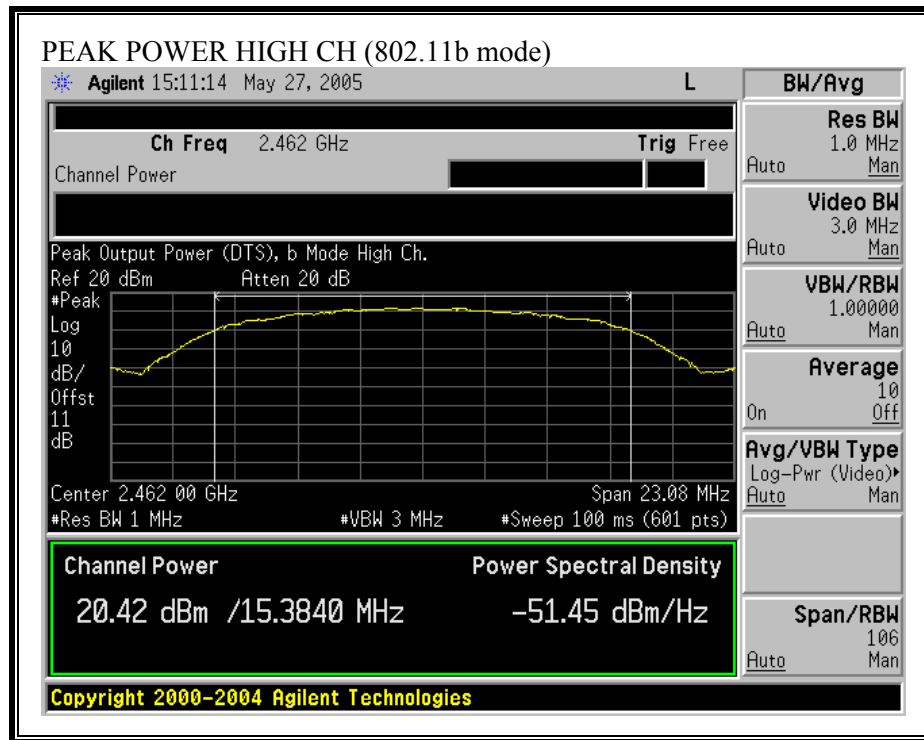 PEAK POWER HIGH CH (802.11b mode)
Agilent 15:11:14 May 27, 2005 L
BW/Avg
Ch Freq 2.462 GHz Trig Free
Channel Power
Res BW
1.0 MHz
Auto Man
Video BW
3.0 MHz
Auto Man
Peak Output Power (DTS), b Mode High Ch.
Ref 20 dBm Atten 20 dB
#Peak
Log
10
dB/
Offst
11
dB
VBW/RBW
1.00000
Auto Man
Average
10
On Off
Avg/VBW Type
Log-Pwr (Video)
Auto Man
Center 2.462 00 GHz Span 23.08 MHz
#Res BW 1 MHz #VBW 3 MHz #Sweep 100 ms (601 pts)
Channel Power Power Spectral Density
20.42 dBm /15.3840 MHz -51.45 dBm/Hz
Span/RBW
106
Auto Man
Copyright 2000-2004 Agilent Technologies